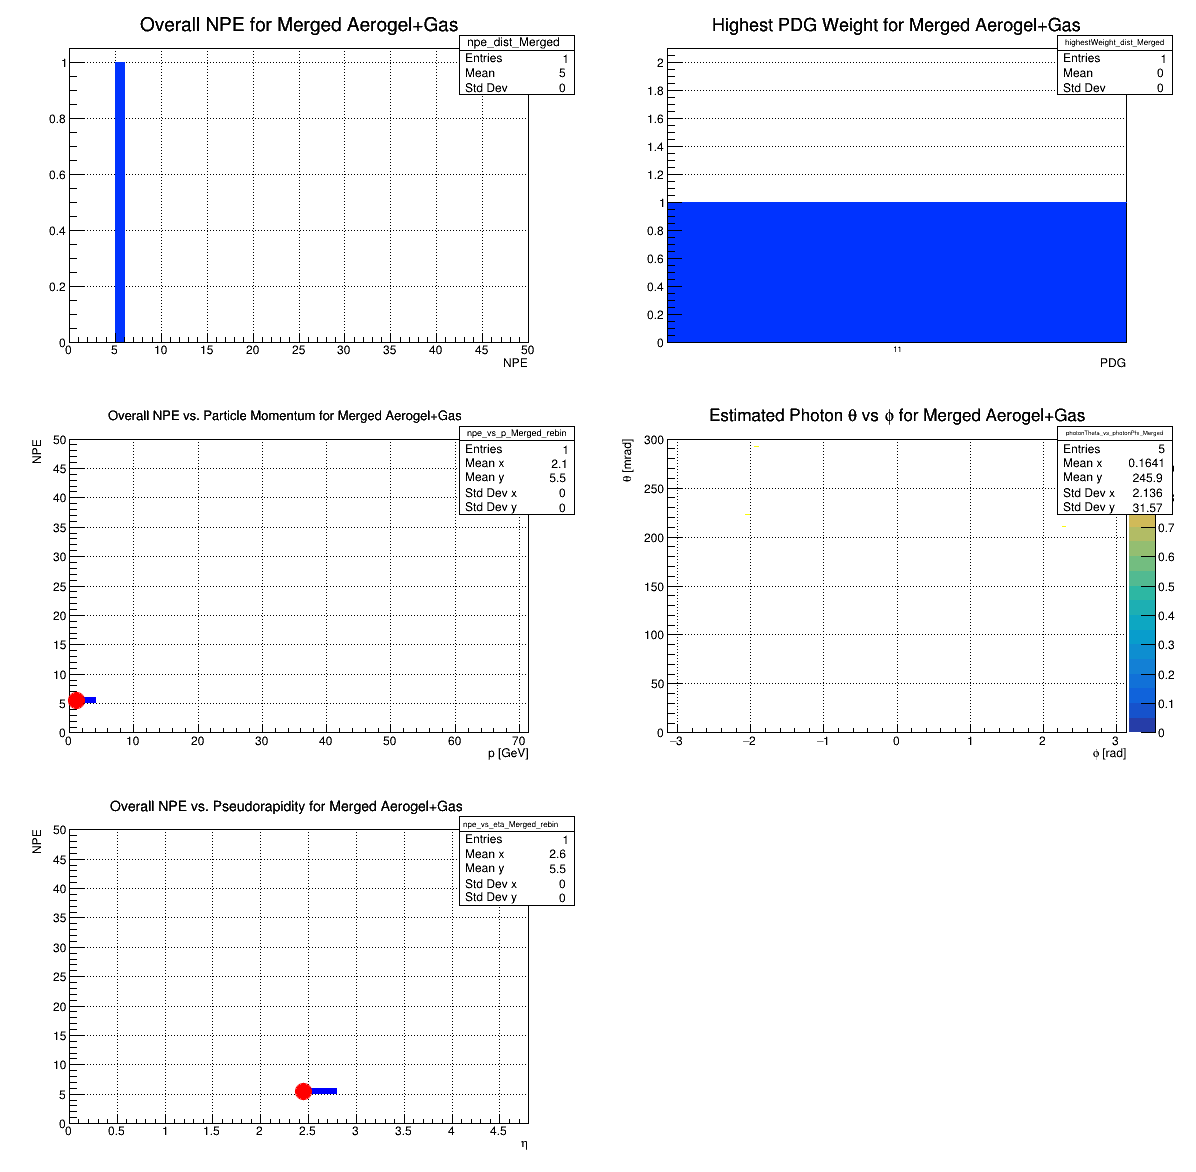 Overall NPE for Merged Aerogel+Gas
npe_dist_Merged
Entries 1
Mean 5
Std Dev 0
1
0.8
0.6
0.4
0.2
0
0 5 10 15 20 25 30 35 40 45 50
NPE
Highest PDG Weight for Merged Aerogel+Gas
highestWeight_dist_Merged
Entries 1
Mean 0
Std Dev 0
2
1.8
1.6
1.4
1.2
1
0.8
0.6
0.4
0.2
0
11
PDG
Overall NPE vs. Particle Momentum for Merged Aerogel+Gas
npe_vs_p_Merged_rebin
Entries 1
Mean x 2.1
Mean y 5.5
Std Dev x 0
Std Dev y 0
NPE
50
45
40
35
30
25
20
15
10
5
0
0 10 20 30 40 50 60 70
p [GeV]
Estimated Photon θ vs ϕ for Merged Aerogel+Gas
photonTheta_vs_photonPhi_Merged
Entries 5
Mean x 0.1641
Mean y 245.9
Std Dev x 2.136
Std Dev y 31.57
θ [mrad]
300
250
200
150
100
50
0
−3 −2 −1 0 1 2 3
ϕ [rad]
0.7
0.6
0.5
0.4
0.3
0.2
0.1
0
Overall NPE vs. Pseudorapidity for Merged Aerogel+Gas
npe_vs_eta_Merged_rebin
Entries 1
Mean x 2.6
Mean y 5.5
Std Dev x 0
Std Dev y 0
NPE
50
45
40
35
30
25
20
15
10
5
0
0 0.5 1 1.5 2 2.5 3 3.5 4 4.5
η